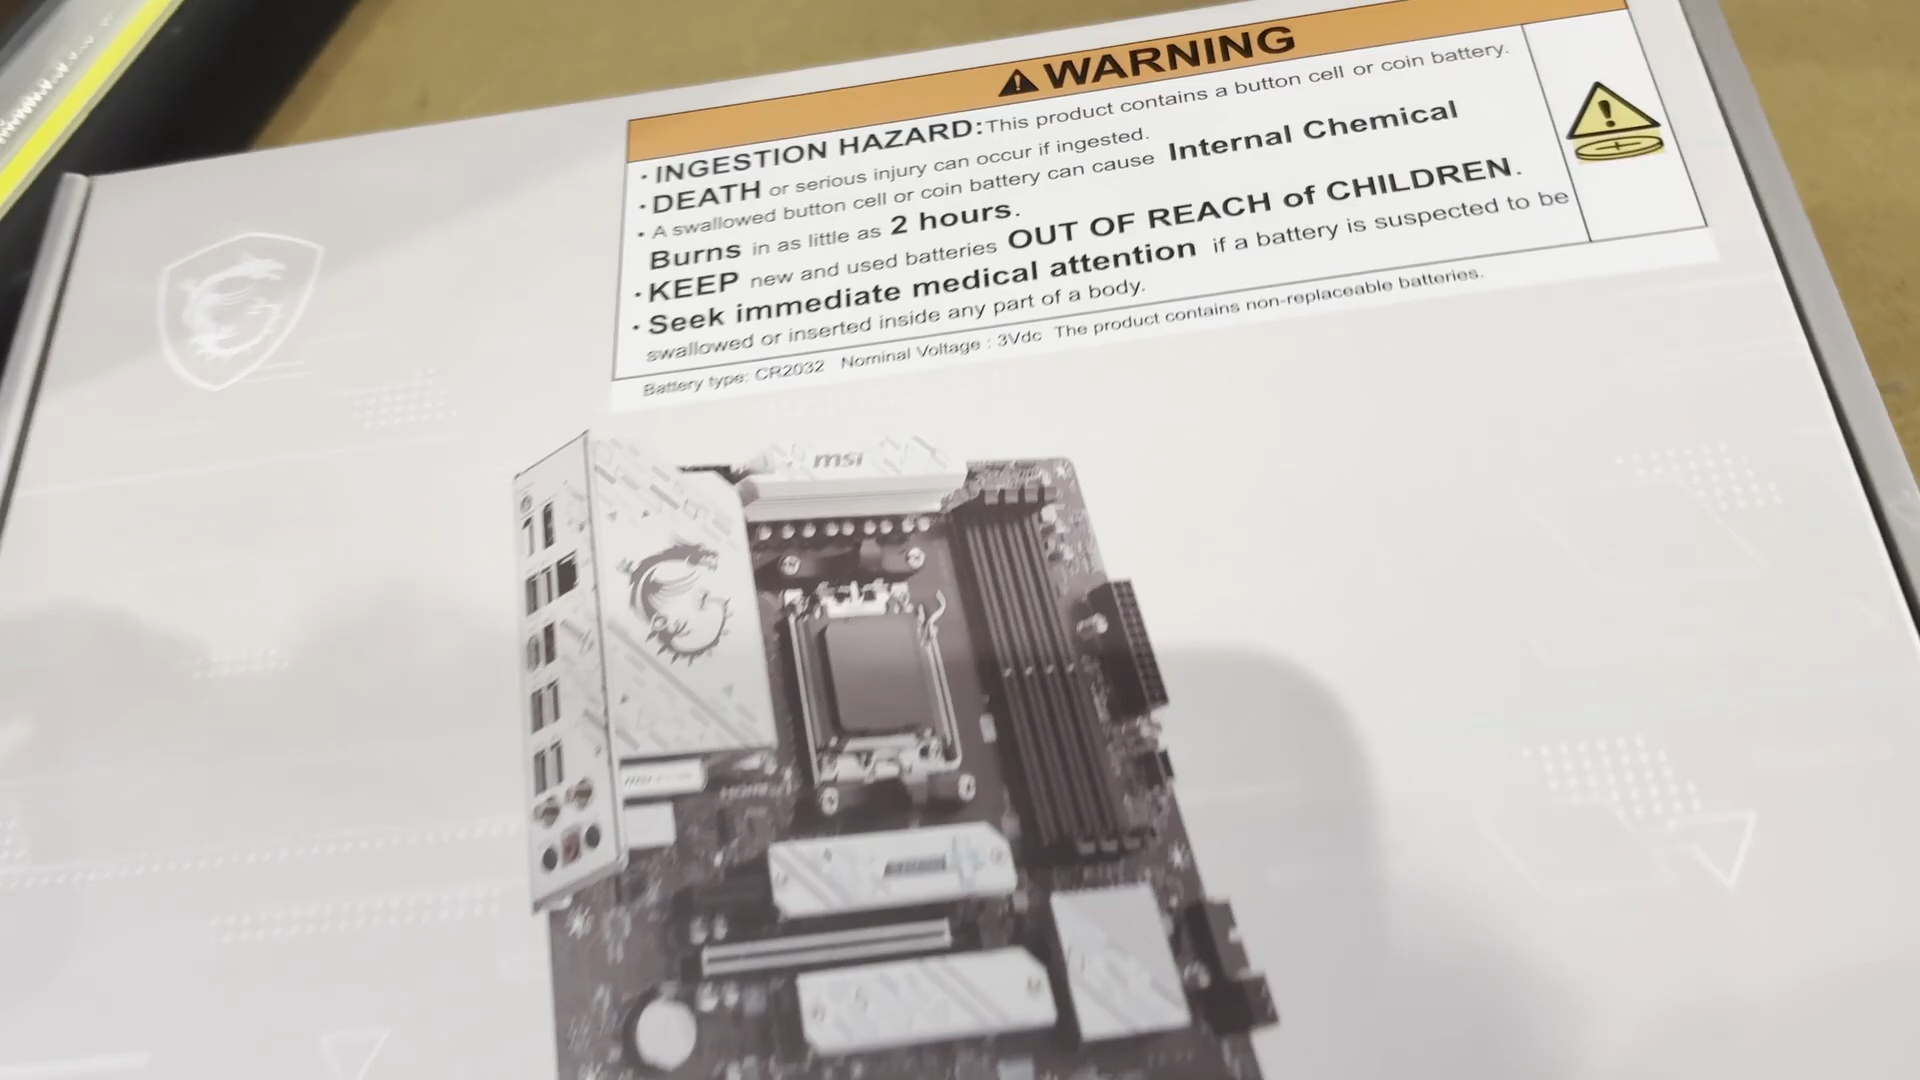 WARNING
· INGESTION HAZARD:This product contains a button cell or coin battery.
· DEATH or serious injury can occur if ingested.
· A swallowed button cell or coin battery can cause Internal Chemical
Burns in as little as 2 hours.
· KEEP new and used batteries OUT OF REACH of CHILDREN.
· Seek immediate medical attention if a battery is suspected to be
swallowed or inserted inside any part of a body.
Battery type: CR2032 Nominal Voltage : 3Vdc The product contains non-replaceable batteries.
msi